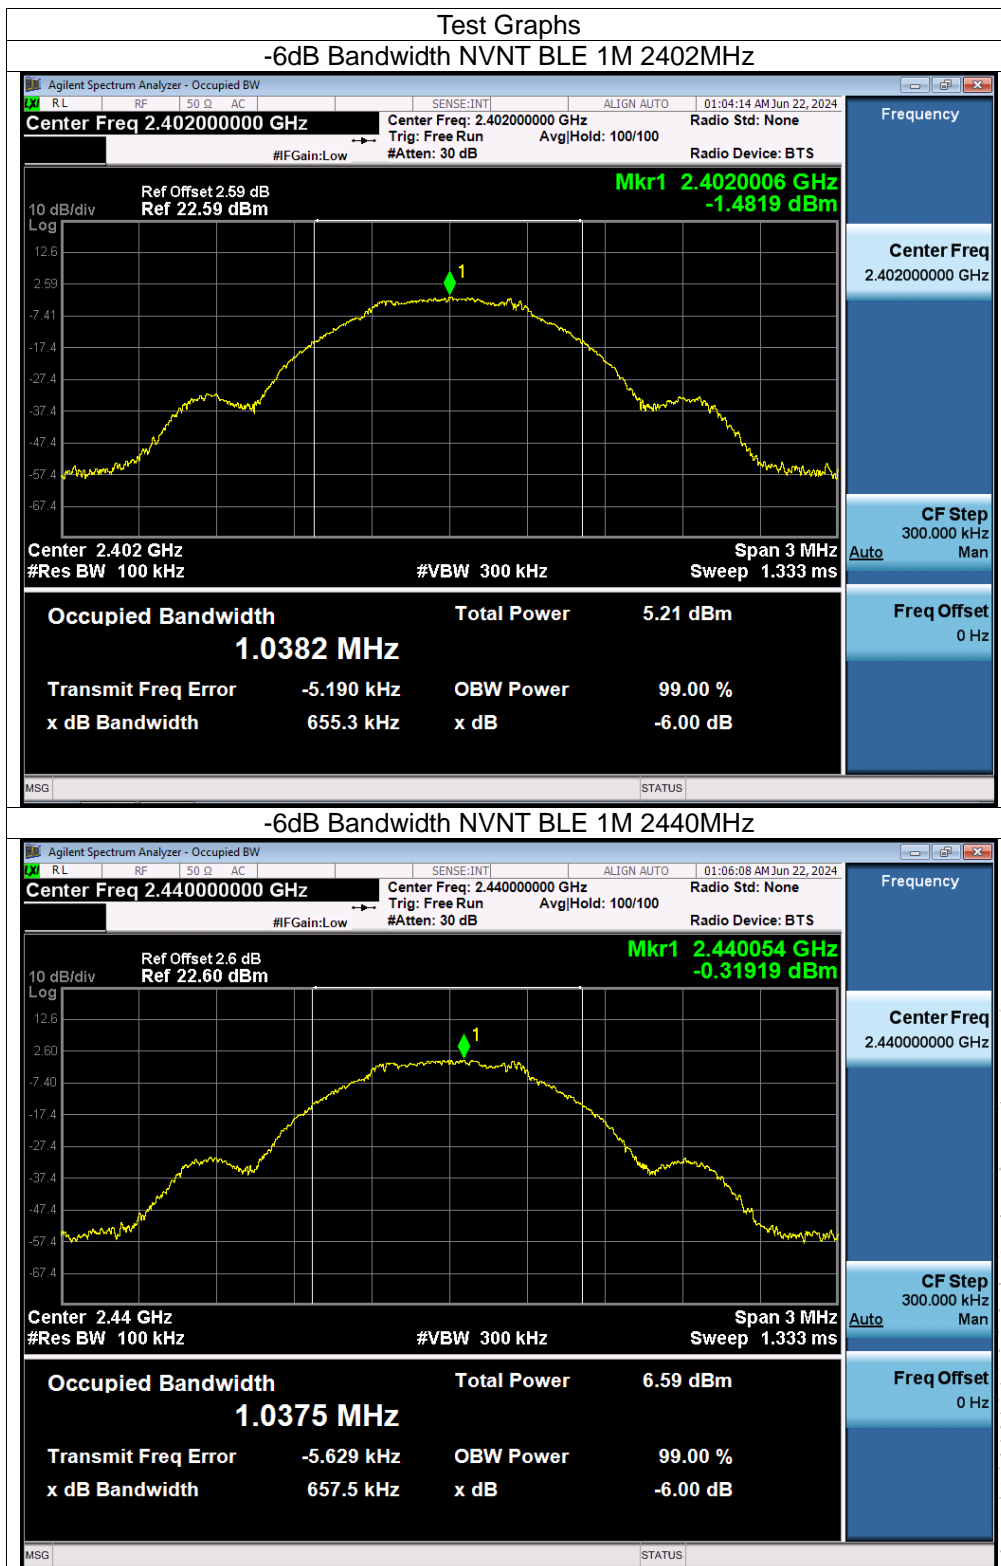 Test Graphs
-6dB Bandwidth NVNT BLE 1M 2402MHz
Agilent Spectrum Analyzer - Occupied BW
LXI RL RF 50 Ω AC SENSE:INT ALIGN AUTO 01:04:14 AM Jun 22, 2024
Center Freq 2.402000000 GHz Center Freq: 2.402000000 GHz Radio Std: None Frequency
Trig: Free Run Avg|Hold: 100/100
#IFGain:Low #Atten: 30 dB Radio Device: BTS
Mkr1 2.4020006 GHz
-1.4819 dBm
Ref Offset 2.59 dB
10 dB/div Ref 22.59 dBm
Log
1
12.6
2.59
-7.41
-17.4
-27.4
-37.4
-47.4
-57.4
-67.4
Center Freq
2.402000000 GHz
Center 2.402 GHz Span 3 MHz
#Res BW 100 kHz #VBW 300 kHz Sweep 1.333 ms
CF Step
300.000 kHz
Auto Man
Occupied Bandwidth Total Power 5.21 dBm
1.0382 MHz
Transmit Freq Error -5.190 kHz OBW Power 99.00 %
x dB Bandwidth 655.3 kHz x dB -6.00 dB
Freq Offset
0 Hz
MSG STATUS
-6dB Bandwidth NVNT BLE 1M 2440MHz
Agilent Spectrum Analyzer - Occupied BW
LXI RL RF 50 Ω AC SENSE:INT ALIGN AUTO 01:06:08 AM Jun 22, 2024
Center Freq 2.440000000 GHz Center Freq: 2.440000000 GHz Radio Std: None Frequency
Trig: Free Run Avg|Hold: 100/100
#IFGain:Low #Atten: 30 dB Radio Device: BTS
Mkr1 2.440054 GHz
-0.31919 dBm
Ref Offset 2.6 dB
10 dB/div Ref 22.60 dBm
Log
1
12.6
2.60
-7.40
-17.4
-27.4
-37.4
-47.4
-57.4
-67.4
Center Freq
2.440000000 GHz
Center 2.44 GHz Span 3 MHz
#Res BW 100 kHz #VBW 300 kHz Sweep 1.333 ms
CF Step
300.000 kHz
Auto Man
Occupied Bandwidth Total Power 6.59 dBm
1.0375 MHz
Transmit Freq Error -5.629 kHz OBW Power 99.00 %
x dB Bandwidth 657.5 kHz x dB -6.00 dB
Freq Offset
0 Hz
MSG STATUS